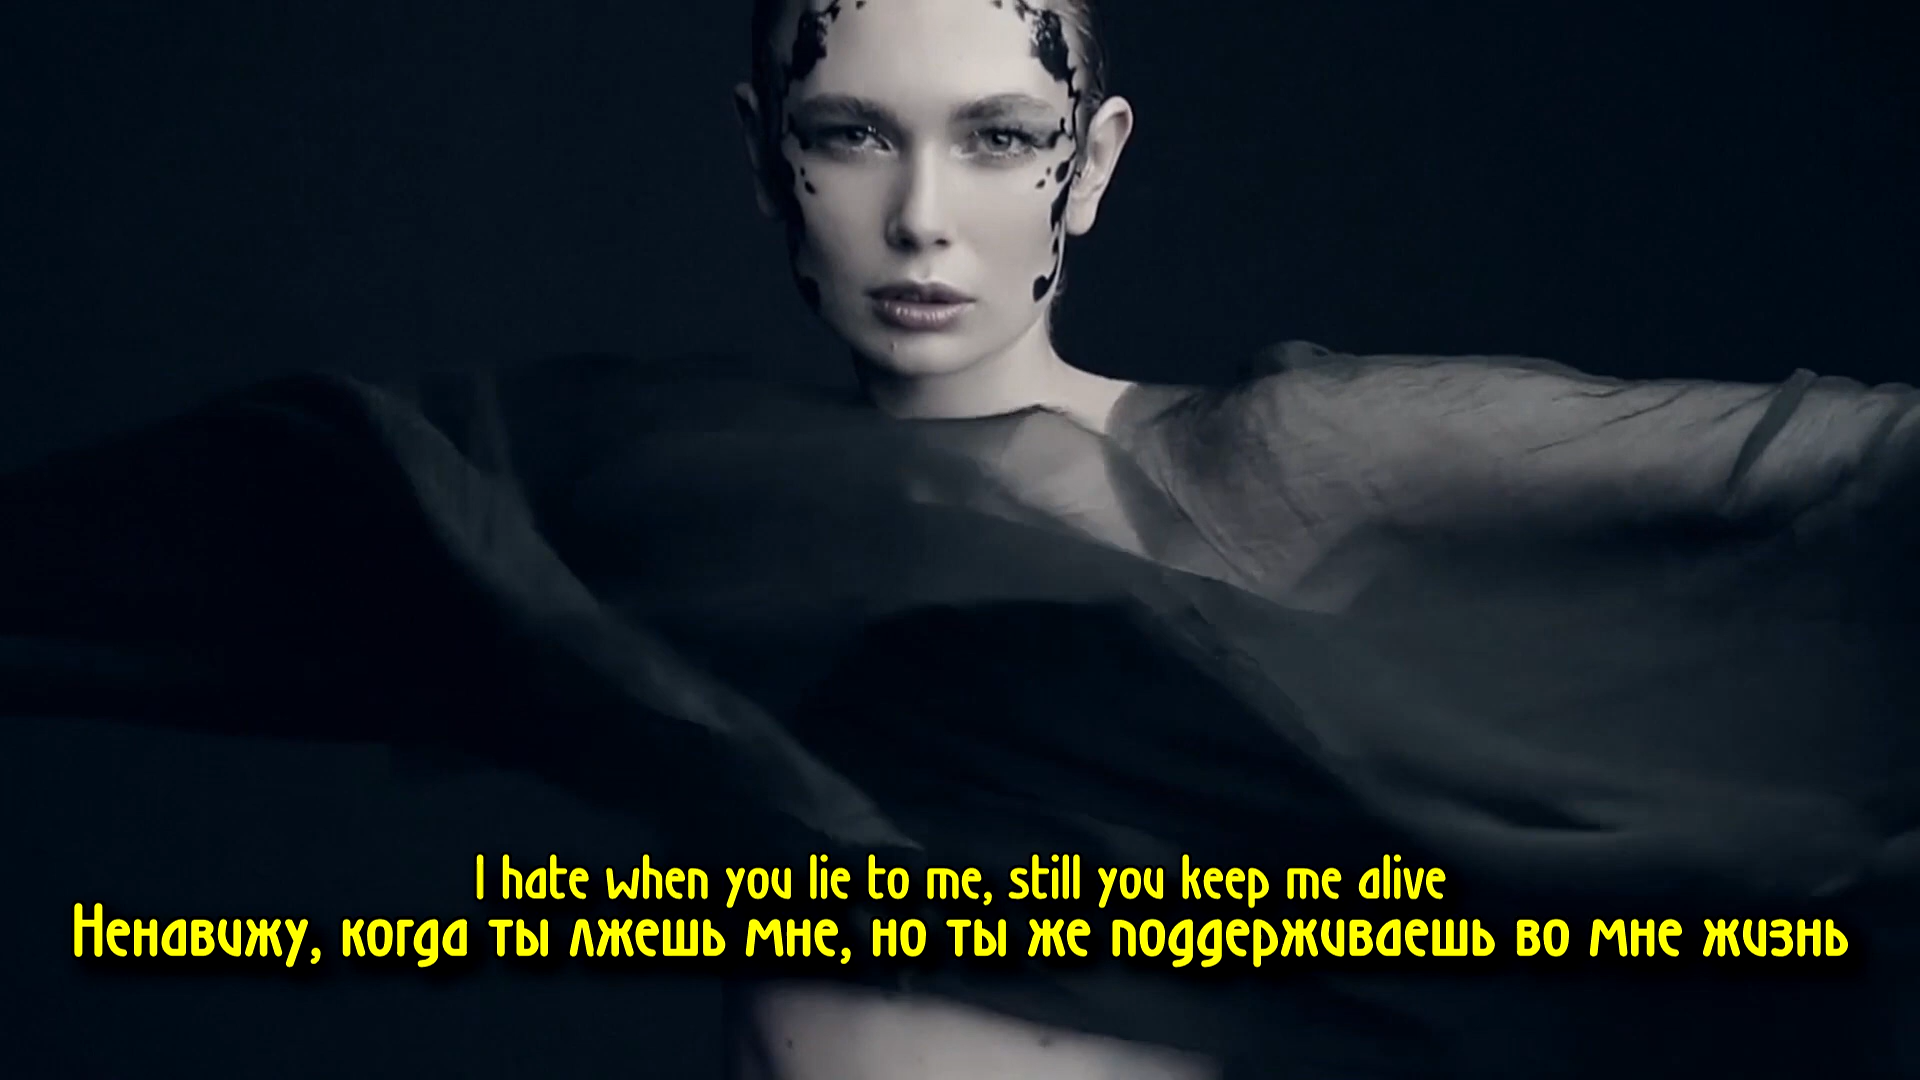 I hate when you lie to me, still you keep me alive
Ненавижу, когда ты лжешь мне, но ты же поддерживаешь во мне жизнь